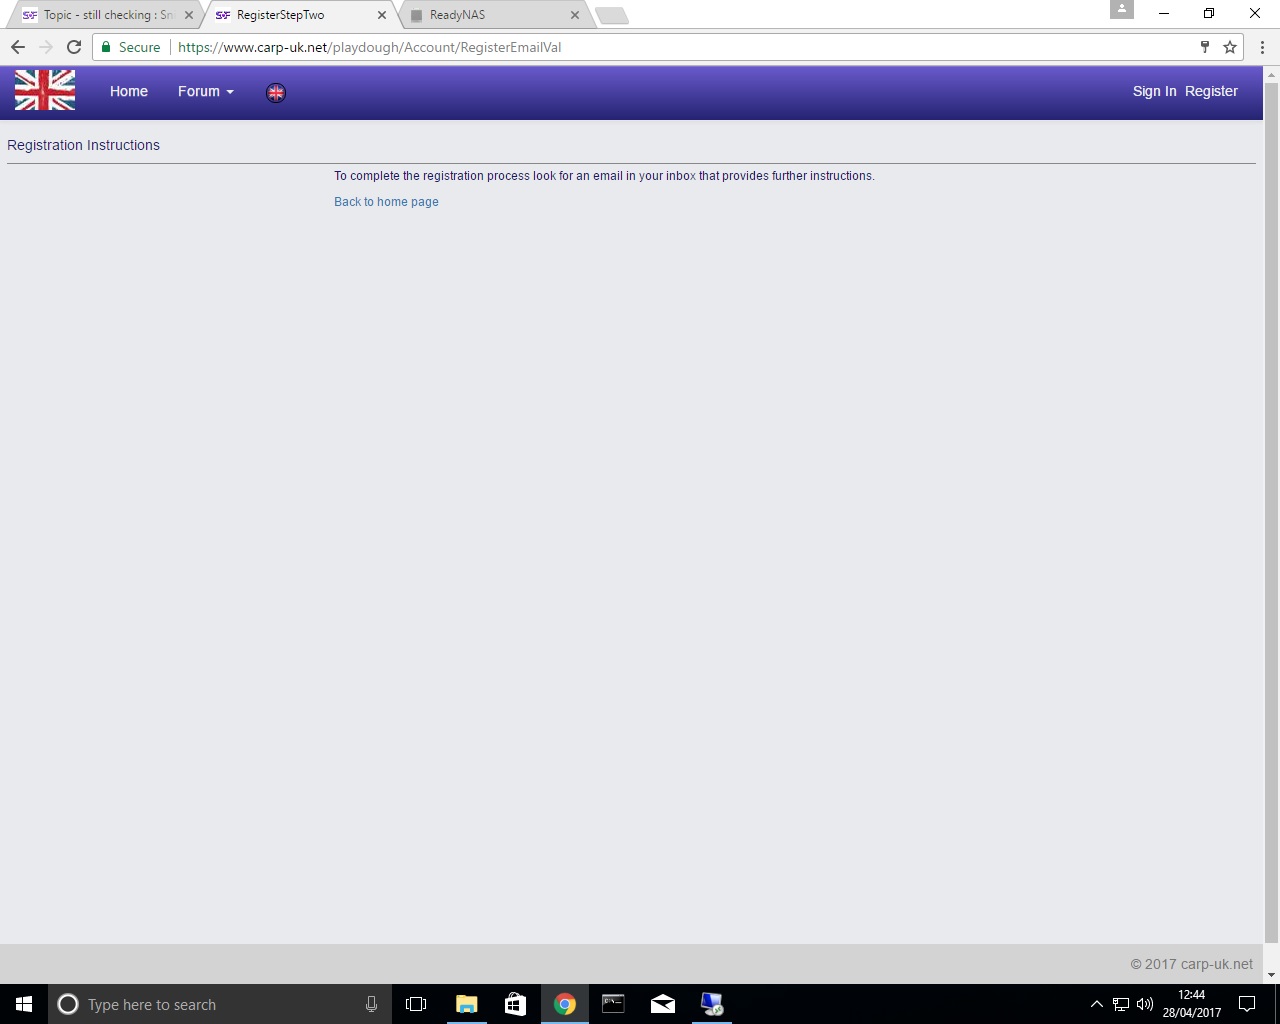 Topic - still checking : Sn
RegisterStepTwo
ReadyNAS
Secure
https://www.carp-uk.net/playdough/Account/RegisterEmailVal
Home
Forum
Sign In
Register
Registration Instructions
To complete the registration process look for an email in your inbox that provides further instructions.
Back to home page
© 2017 carp-uk.net
Type here to search
12:44
28/04/2017